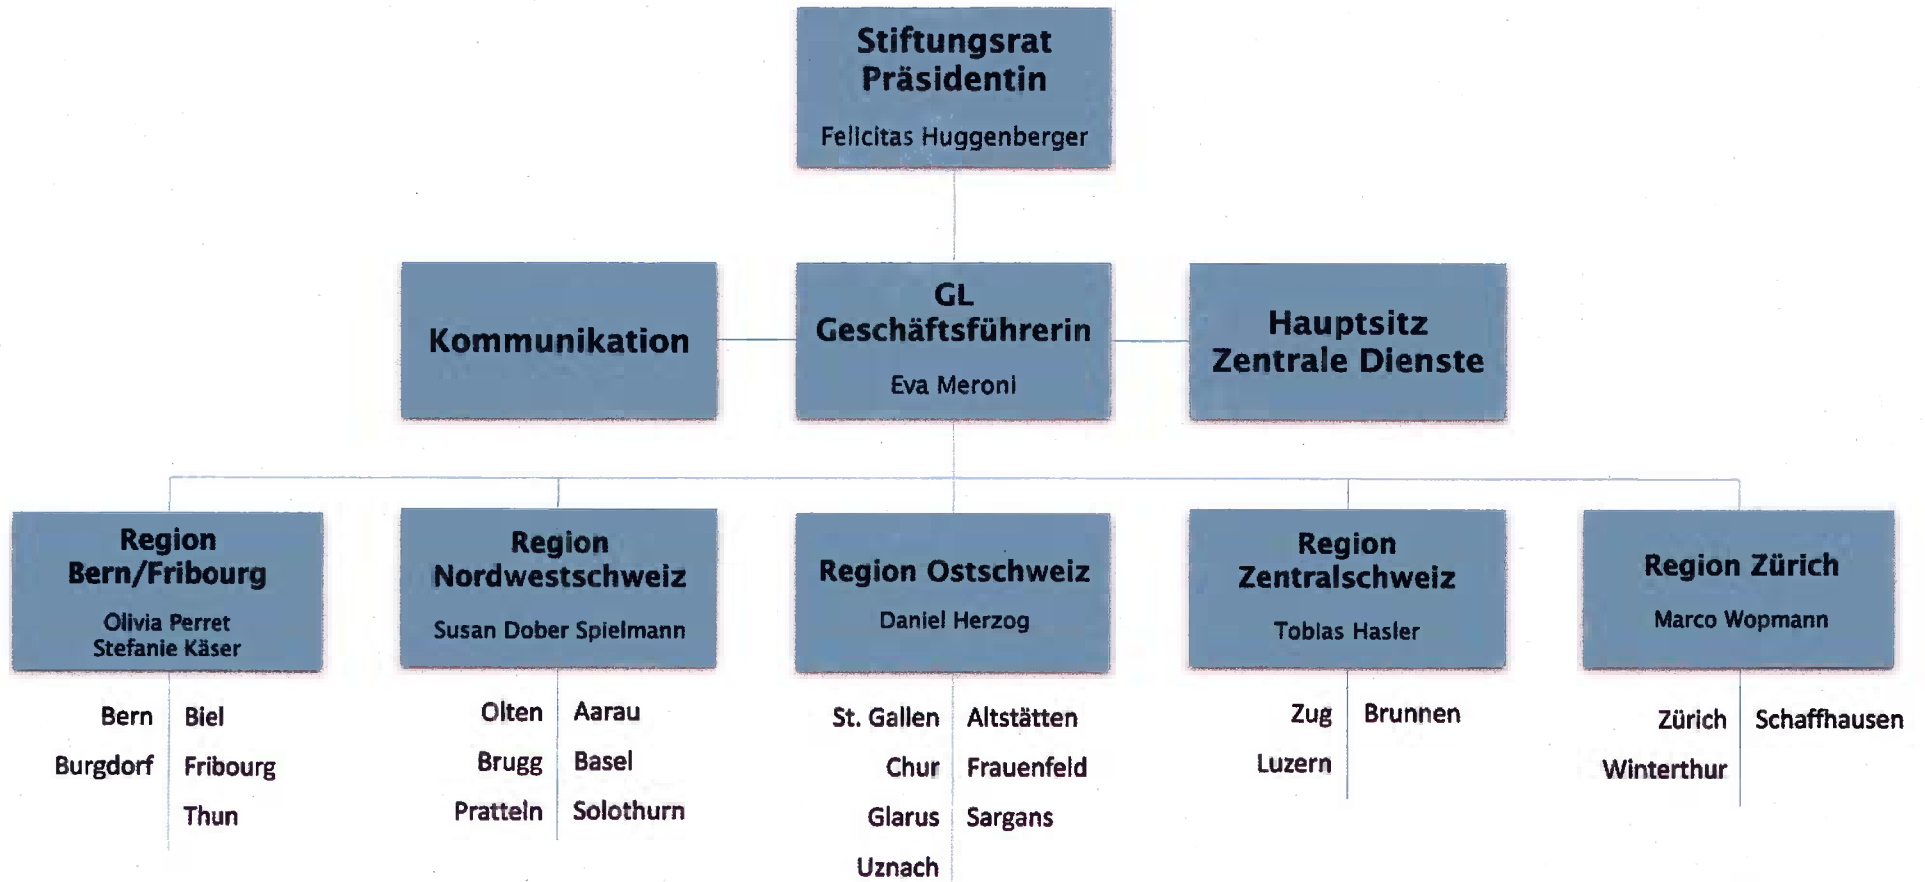 Stiftungsrat
Präsidentin
Felicitas Huggenberger
Kommunikation
GL
Geschäftsführerin
Eva Meroni
Hauptsitz
Zentrale Dienste
Region
Bern/Fribourg
Olivia Perret
Stefanie Käser
Region
Nordwestschweiz
Susan Dober Spielmann
Region Ostschweiz
Daniel Herzog
Region
Zentralschweiz
Tobias Hasler
Region Zürich
Marco Wopmann
Bern Biel
Burgdorf Fribourg
Thun
Olten Aarau
Brugg Basel
Pratteln Solothurn
St. Gallen Altstätten
Chur Frauenfeld
Glarus Sargans
Uznach
Zug Brunnen
Luzern
Zürich Schaffhausen
Winterthur